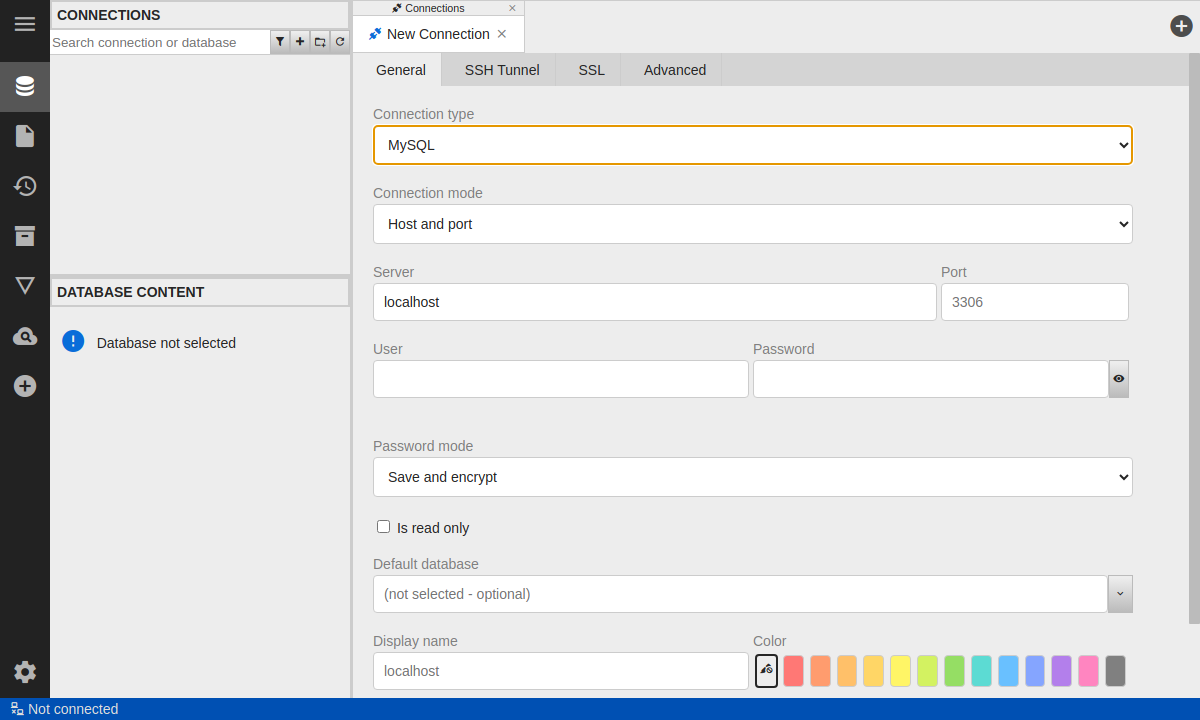 CONNECTIONS
Search connection or database
DATABASE CONTENT
Database not selected
Connections
New Connection
General
SSH Tunnel
SSL
Advanced
Connection type
MySQL
Connection mode
Host and port
Server
Port
localhost
3306
User
Password
Password mode
Save and encrypt
Is read only
Default database
(not selected - optional)
Display name
Color
localhost
Not connected